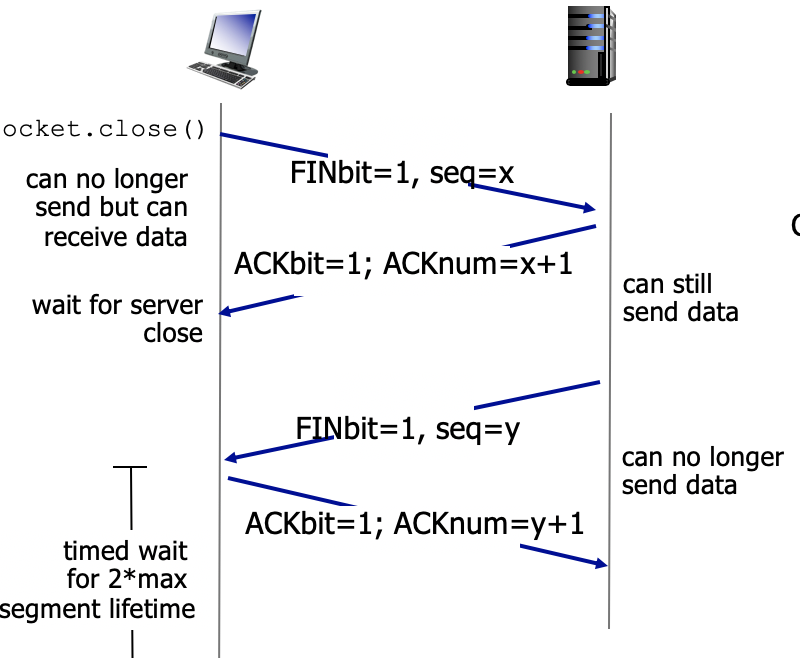 ocket.close()
FINbit=1, seq=x
can no longer
send but can
receive data
ACKbit=1; ACKnum=x+1
can still
send data
wait for server
close
FINbit=1, seq=y
can no longer
send data
ACKbit=1; ACKnum=y+1
timed wait
for 2*max
segment lifetime